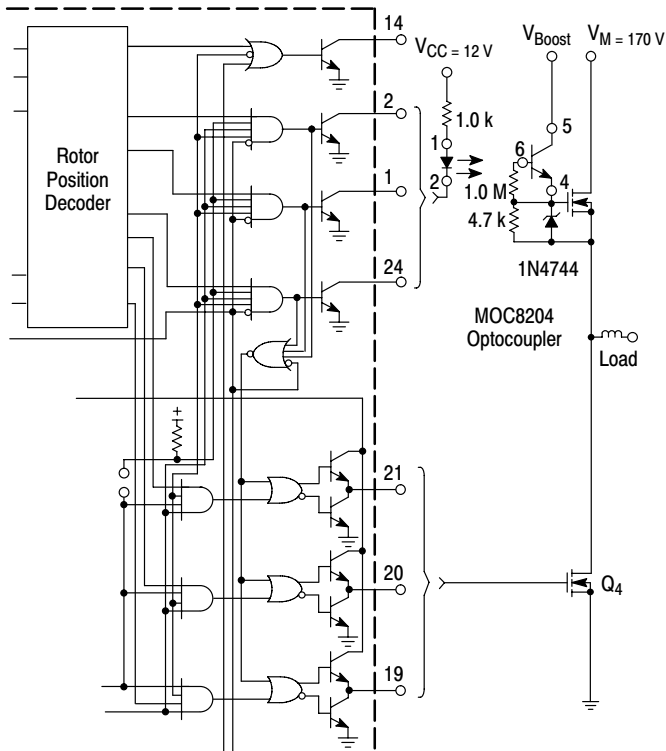 14
V_CC = 12 V
V_Boost
V_M = 170 V
2
1.0 k
1
5
6
4
1
2
1.0 M
4.7 k
Rotor
Position
Decoder
1N4744
24
MOC8204
Optocoupler
Load
+
21
20
Q_4
19